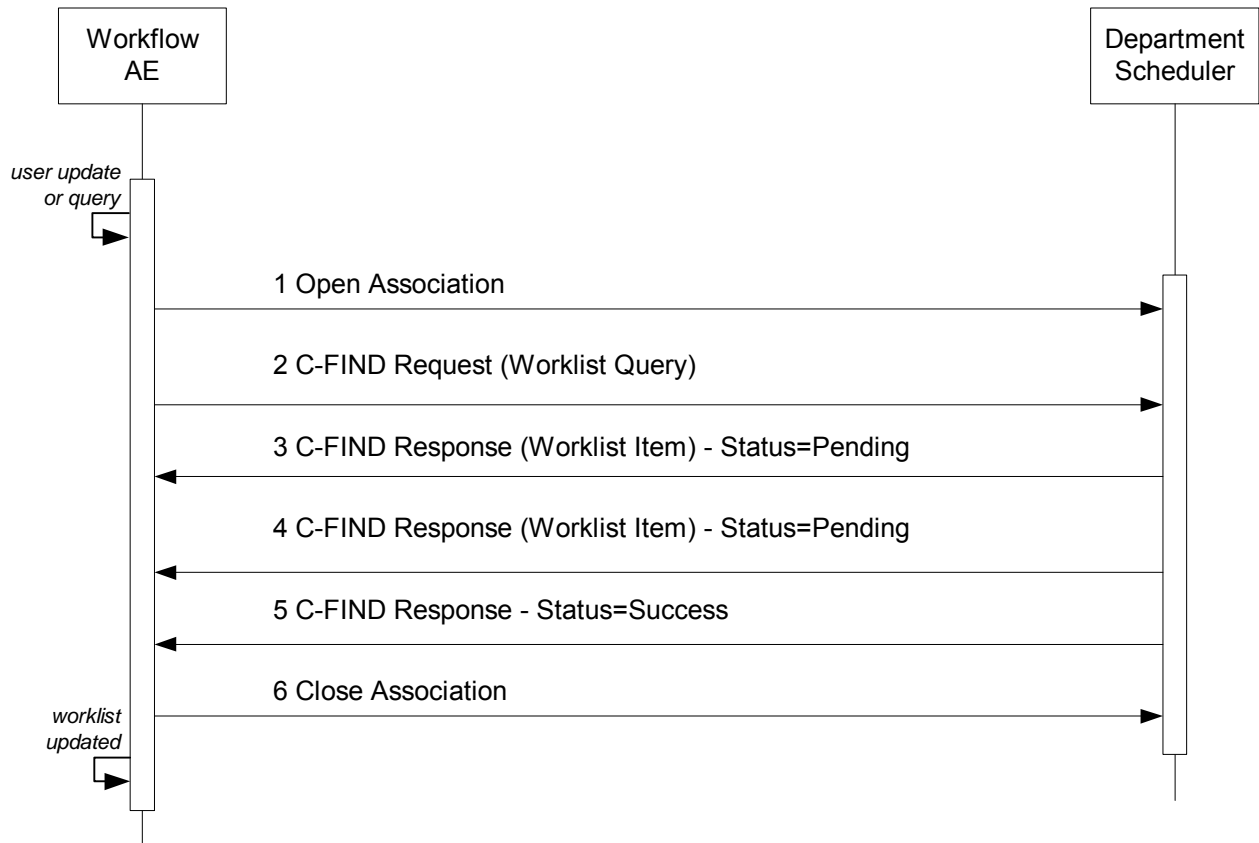 Workflow
AE
Department
Scheduler
user update
or query
1 Open Association
2 C-FIND Request (Worklist Query)
3 C-FIND Response (Worklist Item) - Status=Pending
4 C-FIND Response (Worklist Item) - Status=Pending
5 C-FIND Response - Status=Success
6 Close Association
worklist
updated